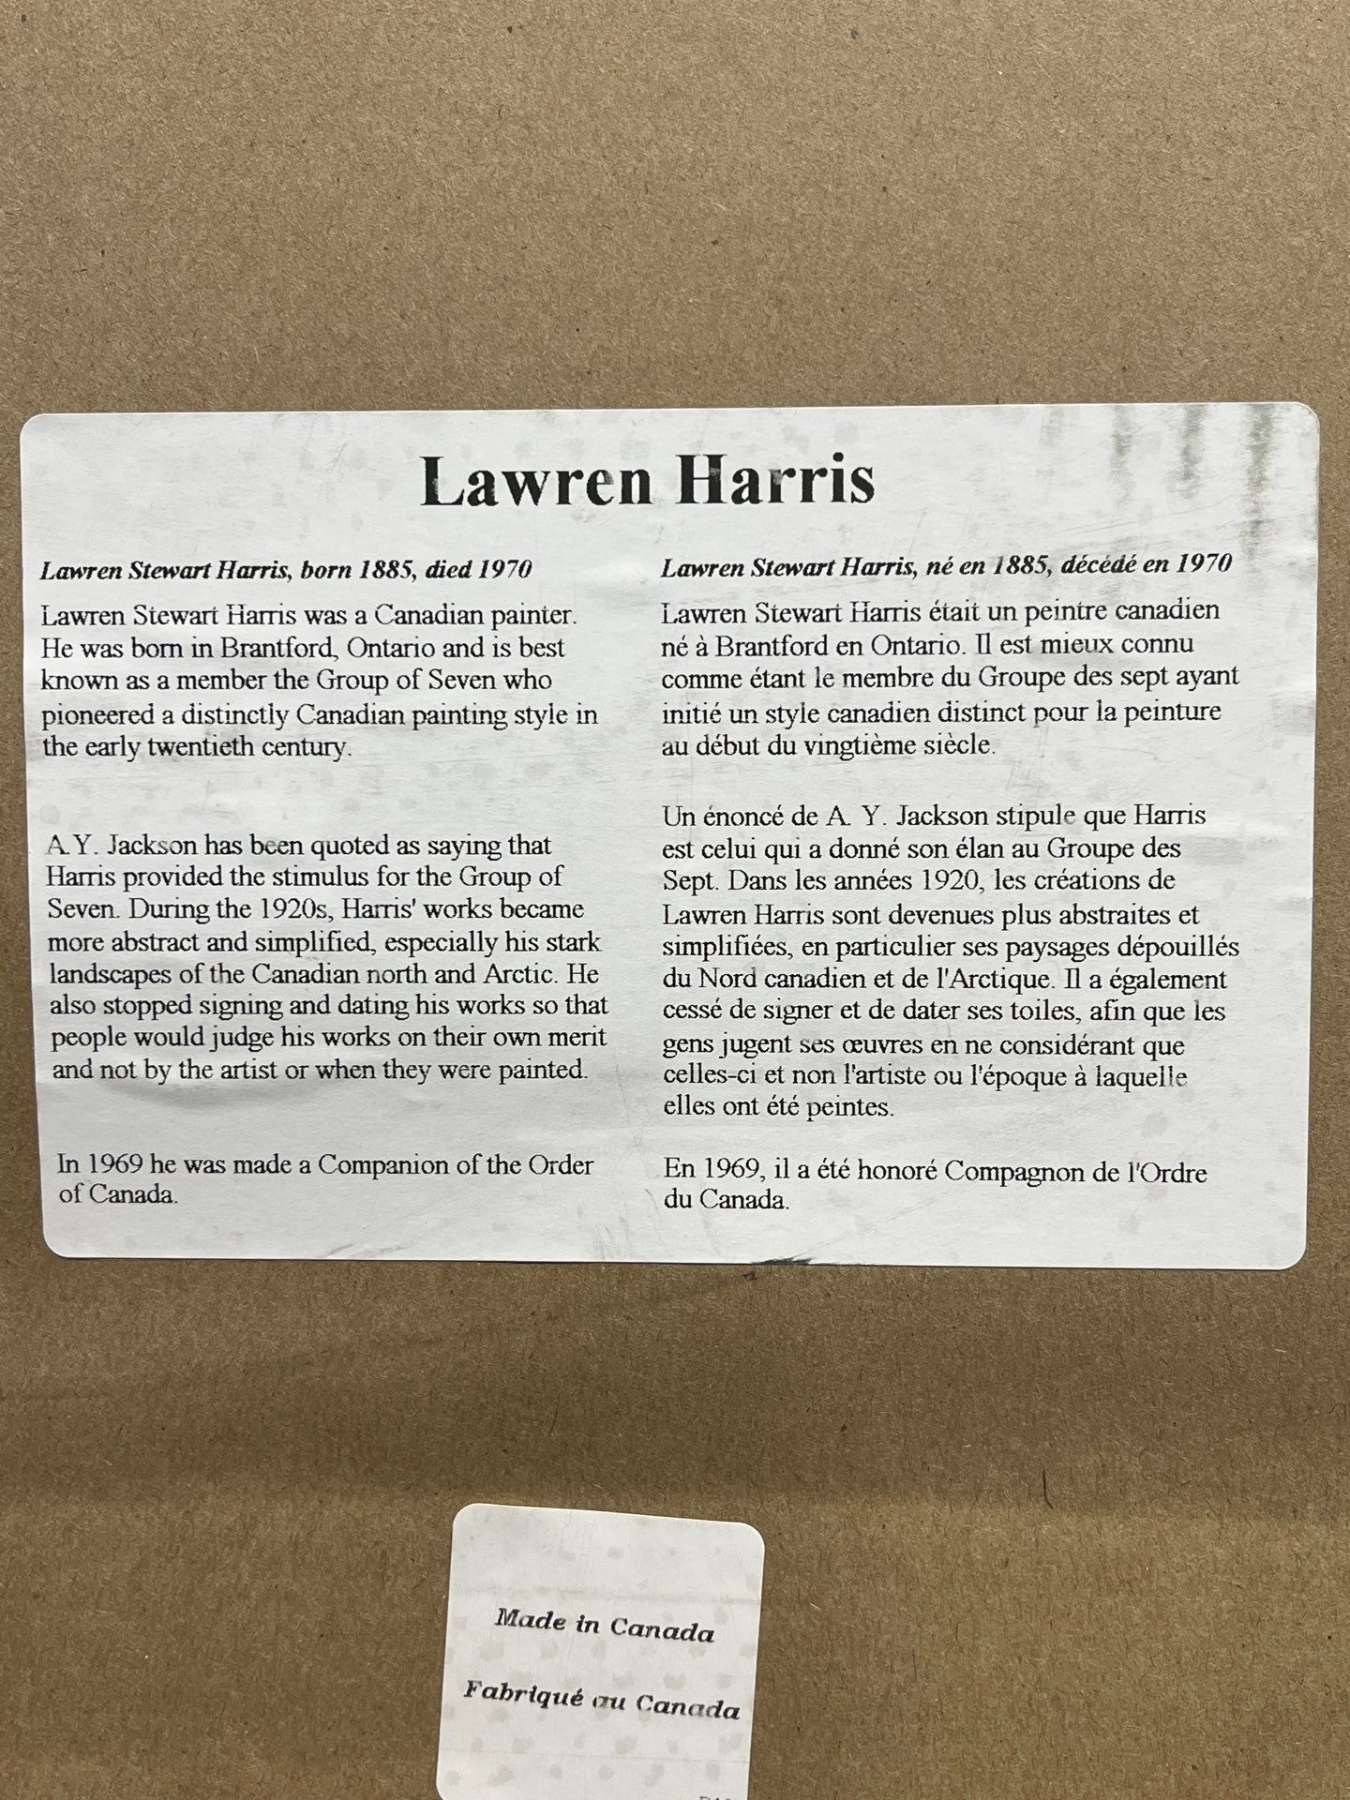 Lawren Harris
Lawren Stewart Harris, born 1885, died 1970
Lawren Stewart Harris was a Canadian painter.
He was born in Brantford, Ontario and is best
known as a member the Group of Seven who
pioneered a distinctly Canadian painting style in
the early twentieth century.
A.Y. Jackson has been quoted as saying that
Harris provided the stimulus for the Group of
Seven. During the 1920s, Harris' works became
more abstract and simplified, especially his stark
landscapes of the Canadian north and Arctic. He
also stopped signing and dating his works so that
people would judge his works on their own merit
and not by the artist or when they were painted.
In 1969 he was made a Companion of the Order
of Canada.
Lawren Stewart Harris, né en 1885, décédé en 1970
Lawren Stewart Harris était un peintre canadien
né à Brantford en Ontario. Il est mieux connu
comme étant le membre du Groupe des sept ayant
initié un style canadien distinct pour la peinture
au début du vingtième siècle.
Un énoncé de A. Y. Jackson stipule que Harris
est celui qui a donné son élan au Groupe des
Sept. Dans les années 1920, les créations de
Lawren Harris sont devenues plus abstraites et
simplifiées, en particulier ses paysages dépouillés
du Nord canadien et de l'Arctique. Il a également
cessé de signer et de dater ses toiles, afin que les
gens jugent ses œuvres en ne considérant que
celles-ci et non l'artiste ou l'époque à laquelle
elles ont été peintes.
En 1969, il a été honoré Compagnon de l'Ordre
du Canada.
Made in Canada
Fabriqué au Canada